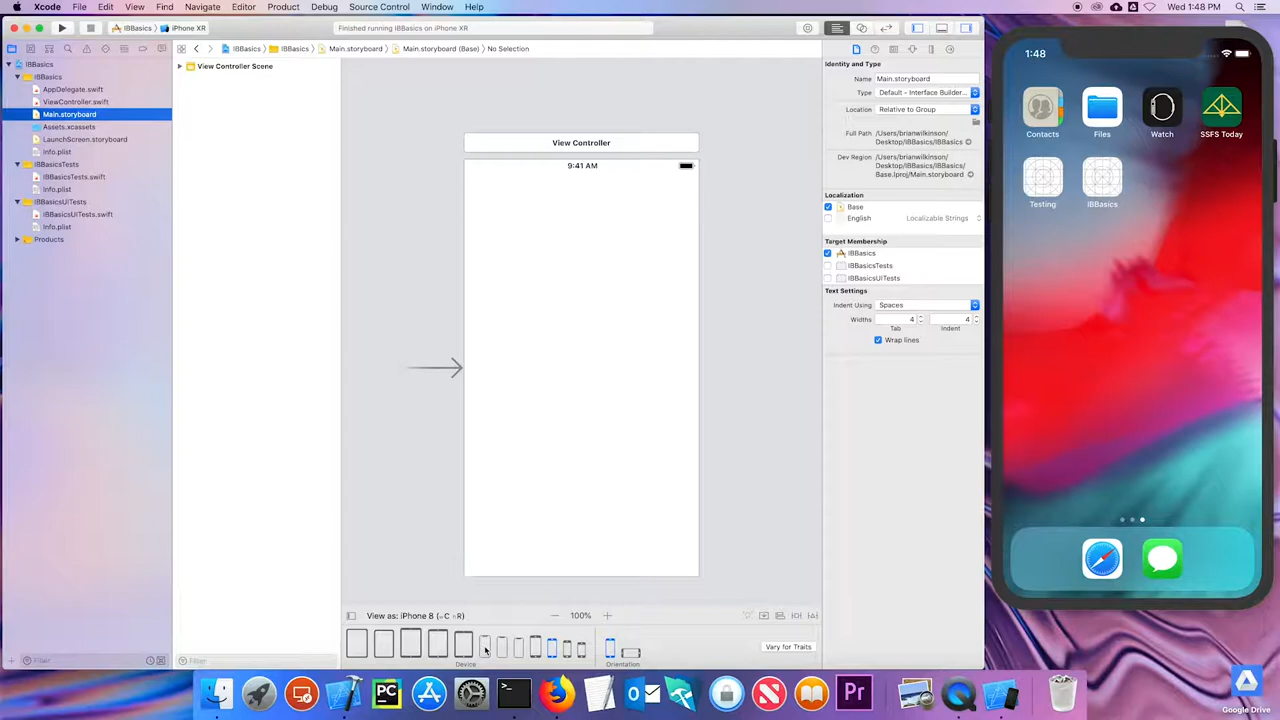 Xcode File Edit View Find Navigate Editor Product Debug Source Control Window Help
Wed 1:48 PM
IBBasics › iPhone XR
Finished running IBBasics on iPhone XR
IBBasics › IBBasics › Main.storyboard › Main.storyboard (Base) › No Selection
IBBasics
IBBasics
AppDelegate.swift
ViewController.swift
Main.storyboard
Assets.xcassets
LaunchScreen.storyboard
Info.plist
IBBasicsTests
IBBasicsTests.swift
Info.plist
IBBasicsUITests
IBBasicsUITests.swift
Info.plist
Products
Filter
View Controller Scene
Filter
View Controller
9:41 AM
View as: iPhone 8 ( C R)
100%
Device
Orientation
Vary for Traits
Identity and Type
Name Main.storyboard
Type Default - Interface Builder...
Location Relative to Group
Full Path /Users/brianwilkinson/
Desktop/IBBasics/IBBasics/
Dev Region /Users/brianwilkinson/
Desktop/IBBasics/IBBasics/
Base.lproj/Main.storyboard
Localization
Base
English Localizable Strings
Target Membership
IBBasics
IBBasicsTests
IBBasicsUITests
Text Settings
Indent Using Spaces
Widths 4 4
Tab Indent
Wrap lines
1:48
Contacts Files Watch SSFS Today
Testing IBBasics
PC
Pr
Google Drive